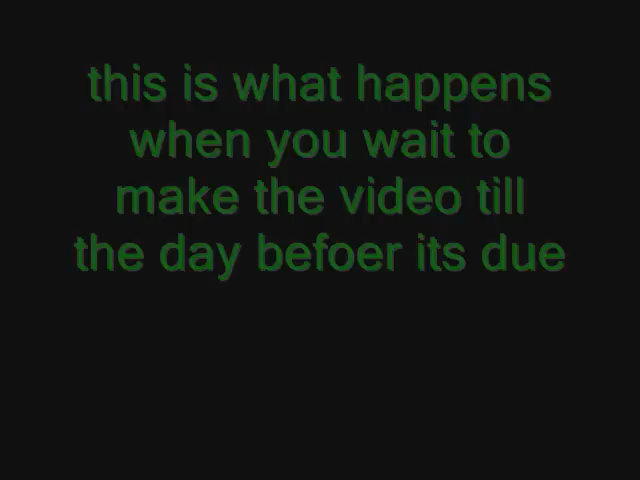 this is what happens
when you wait to
make the video till
the day befoer its due